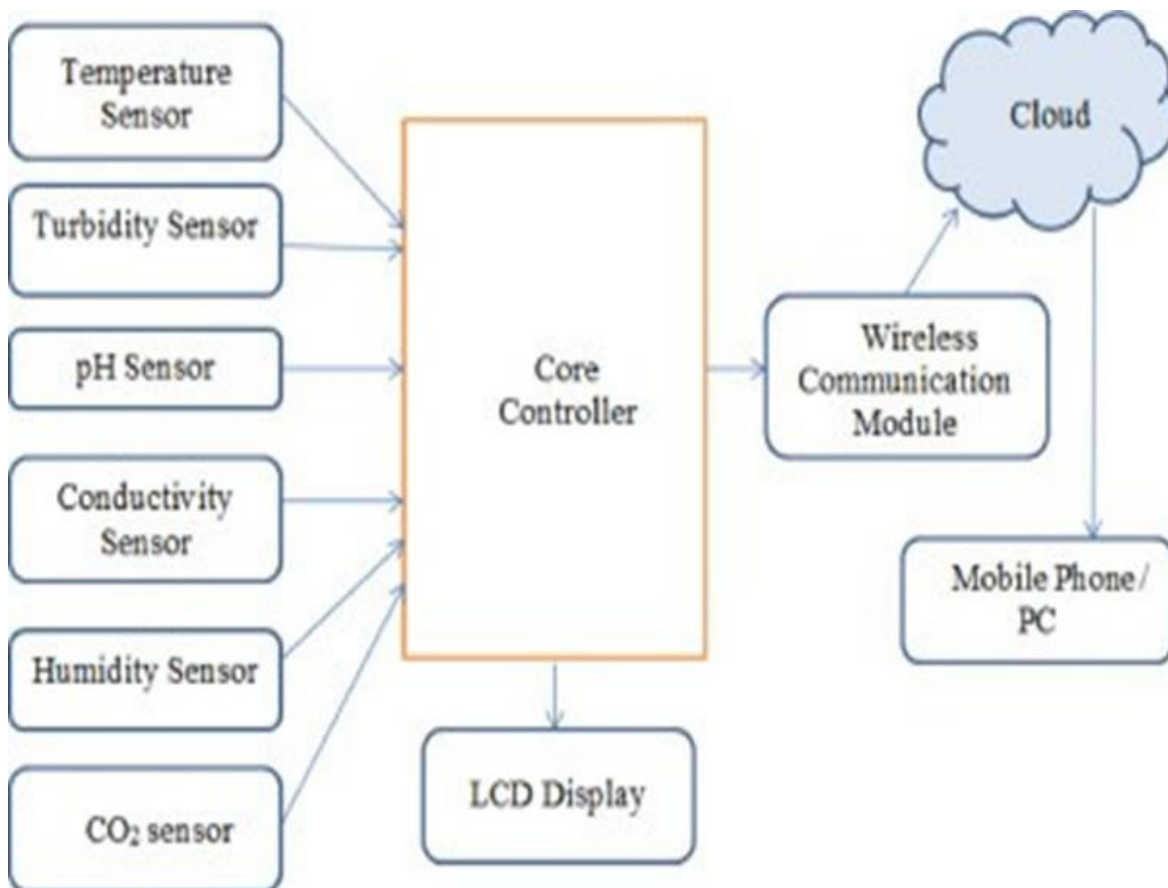 Temperature
Sensor
Turbidity Sensor
pH Sensor
Conductivity
Sensor
Humidity Sensor
CO₂ sensor
Core
Controller
LCD Display
Wireless
Communication
Module
Cloud
Mobile Phone /
PC